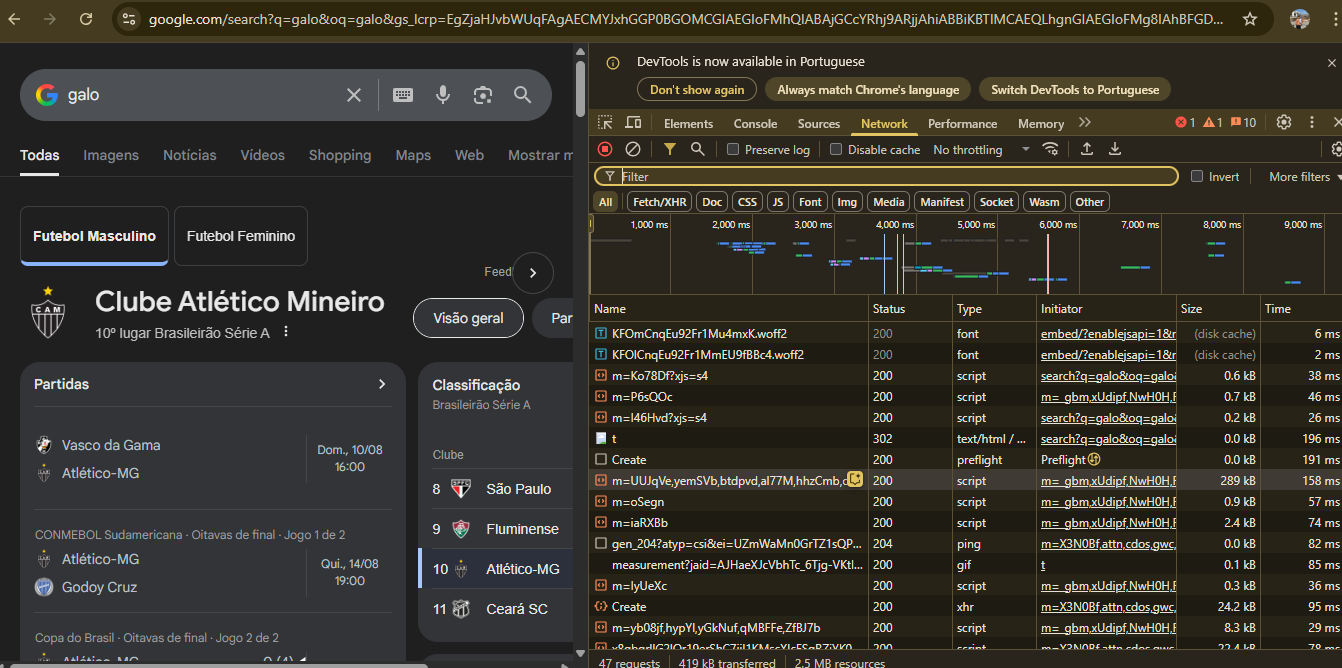 google.com/search?q=galo&oq=galo&gs_lcrp=EgZjaHJvbWUqFAgAECMYJxhGGP0BGOMCGIAEGIoFMhQIABAjGCcYRhj9ARjjAhiABBiKBTIMCAEQLhgnGIAEGIoFMg8IAhBFGD...
DevTools is now available in Portuguese
Don't show again Always match Chrome's language Switch DevTools to Portuguese
galo
Elements Console Sources Network Performance Memory 1 1 10
Preserve log Disable cache No throttling
Todas Imagens Notícias Vídeos Shopping Maps Web Mostrar m
Filter Invert More filters
All Fetch/XHR Doc CSS JS Font Img Media Manifest Socket Wasm Other
1,000 ms 2,000 ms 3,000 ms 4,000 ms 5,000 ms 6,000 ms 7,000 ms 8,000 ms 9,000 ms
Futebol Masculino Futebol Feminino
Feed
CAM
Clube Atlético Mineiro
10º lugar Brasileirão Série A
Visão geral Par
Partidas
Vasco da Gama
Atlético-MG
Dom., 10/08
16:00
CONMEBOL Sudamericana · Oitavas de final · Jogo 1 de 2
Atlético-MG
Godoy Cruz
Qui., 14/08
19:00
Copa do Brasil · Oitavas de final · Jogo 2 de 2
Atlético-MG 0 (4)
Classificação
Brasileirão Série A
Clube
8 São Paulo
9 Fluminense
10 Atlético-MG
11 Ceará SC
Name Status Type Initiator Size Time
KFOmCnqEu92Fr1Mu4mxK.woff2 200 font embed/?enablejsapi=1&r (disk cache) 6 ms
KFOlCnqEu92Fr1MmEU9fBBc4.woff2 200 font embed/?enablejsapi=1&r (disk cache) 2 ms
m=Ko78Df?xjs=s4 200 script search?q=galo&oq=galo& 0.6 kB 38 ms
m=P6sQOc 200 script m=_gbm,xUdipf,NwH0H,F 0.7 kB 46 ms
m=I46Hvd?xjs=s4 200 script search?q=galo&oq=galo& 0.2 kB 26 ms
t 302 text/html / ... search?q=galo&oq=galo& 0.0 kB 196 ms
Create 200 preflight Preflight 0.0 kB 191 ms
m=UUJqVe,yemSVb,btdpvd,al77M,hhzCmb,c 200 script m=_gbm,xUdipf,NwH0H,F 289 kB 158 ms
m=oSegn 200 script m=_gbm,xUdipf,NwH0H,F 0.9 kB 57 ms
m=iaRXBb 200 script m=_gbm,xUdipf,NwH0H,F 2.4 kB 74 ms
gen_204?atyp=csi&ei=UZmWaMn0GrTZ1sQP... 204 ping m=X3N0Bf,attn,cdos,gwc, 0.0 kB 82 ms
measurement?jaid=AJHaeXJcVbhTc_6Tjg-VKtl... 200 gif t 0.1 kB 85 ms
m=lyUeXc 200 script m=_gbm,xUdipf,NwH0H,F 0.3 kB 36 ms
Create 200 xhr m=X3N0Bf,attn,cdos,gwc, 24.2 kB 95 ms
m=yb08jf,hypYl,yGkNuf,qMBFFe,ZfBJ7b 200 script m=_gbm,xUdipf,NwH0H,F 8.3 kB 29 ms
200 script m=_gbm,xUdipf,NwH0H,F 22.4 kB 78 ms
47 requests 419 kB transferred 2.5 MB resources